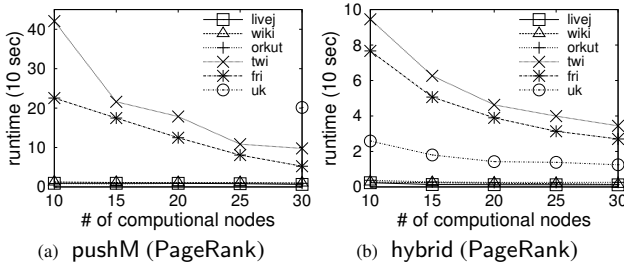 runtime (10 sec)
40
30
20
10
0
10 15 20 25 30
# of computional nodes
livej
wiki
orkut
twi
fri
uk
(a) pushM (PageRank)
runtime (10 sec)
10
8
6
4
2
0
10 15 20 25 30
# of computional nodes
livej
wiki
orkut
twi
fri
uk
(b) hybrid (PageRank)